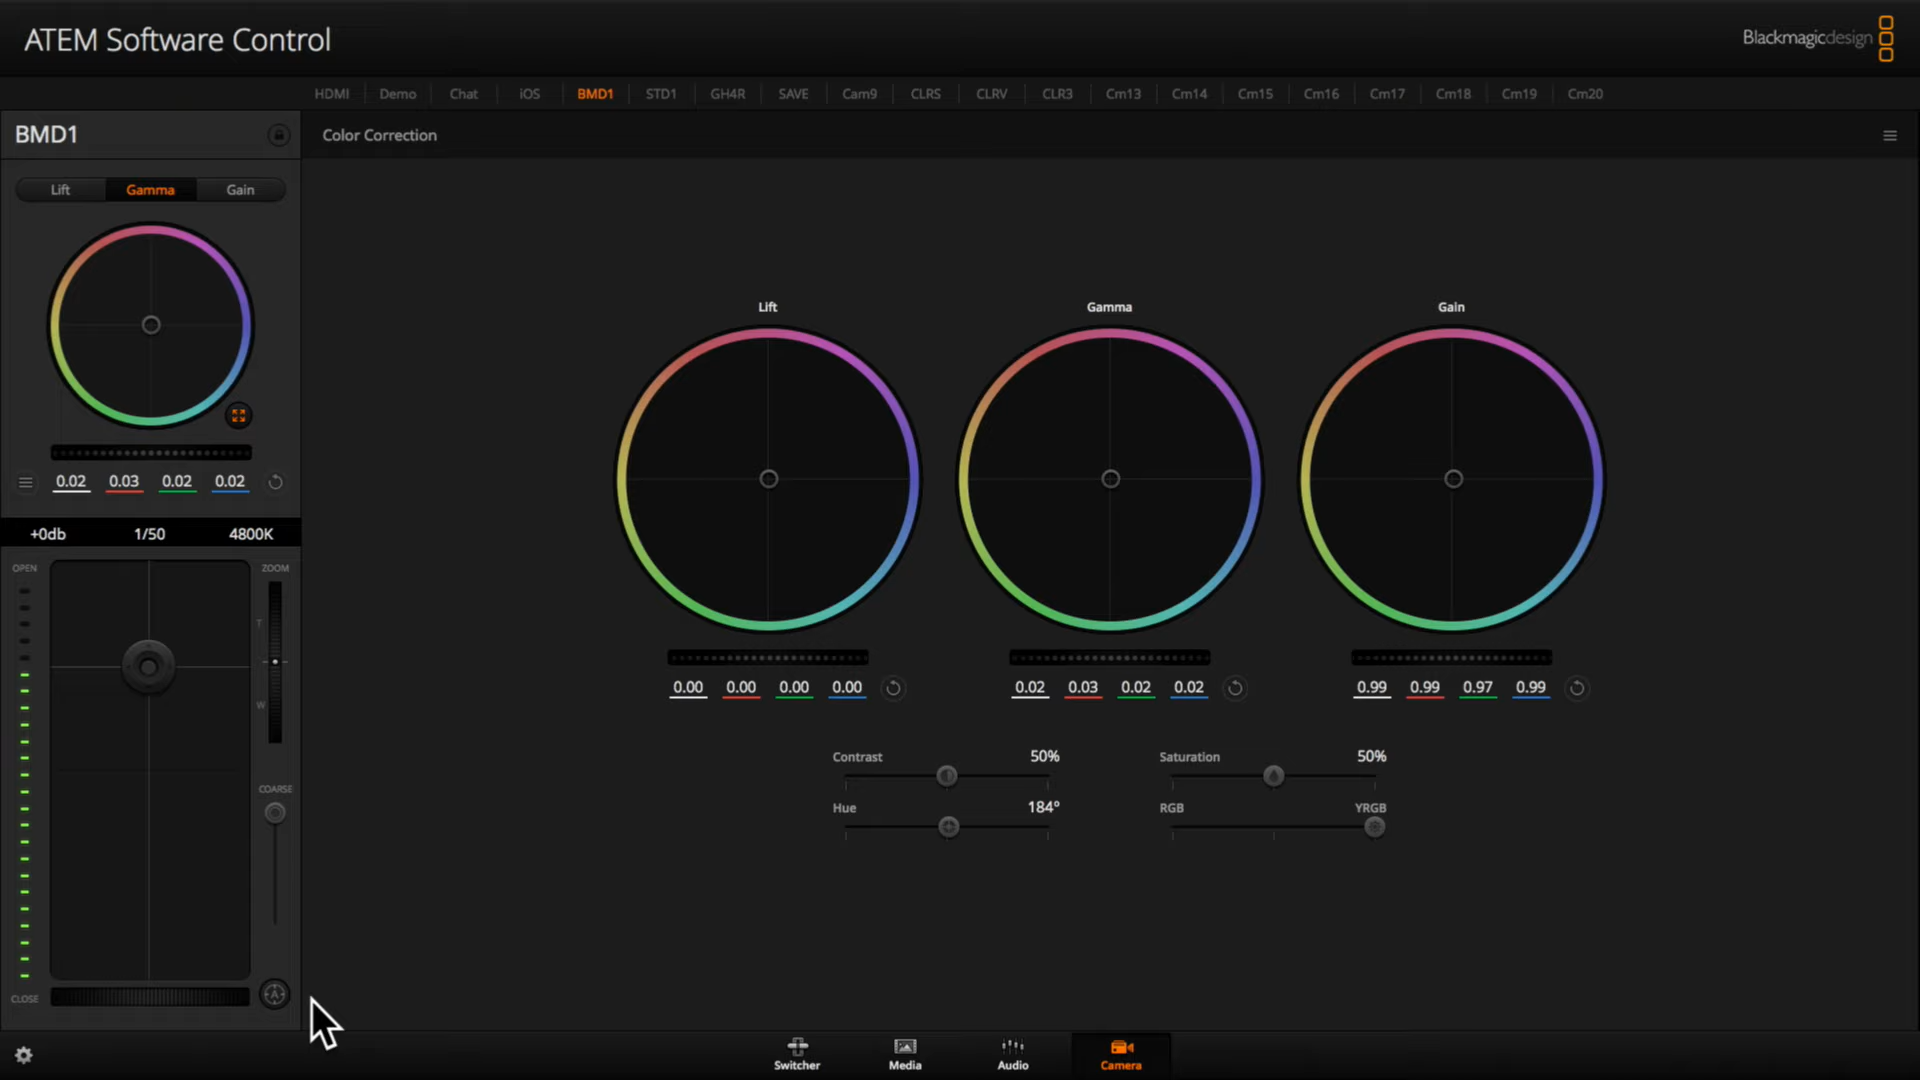 ATEM Software Control
Blackmagicdesign
HDMI Demo Chat iOS BMD1 STD1 GH4R SAVE Cam9 CLRS CLRV CLR3 Cm13 Cm14 Cm15 Cm16 Cm17 Cm18 Cm19 Cm20
BMD1
Color Correction
Lift Gamma Gain
0.02 0.03 0.02 0.02
+0db 1/50 4800K
OPEN
ZOOM
T
W
COARSE
CLOSE
A
Lift Gamma Gain
0.00 0.00 0.00 0.00
0.02 0.03 0.02 0.02
0.99 0.99 0.97 0.99
Contrast 50%
Saturation 50%
Hue 184º
RGB YRGB
Switcher Media Audio Camera